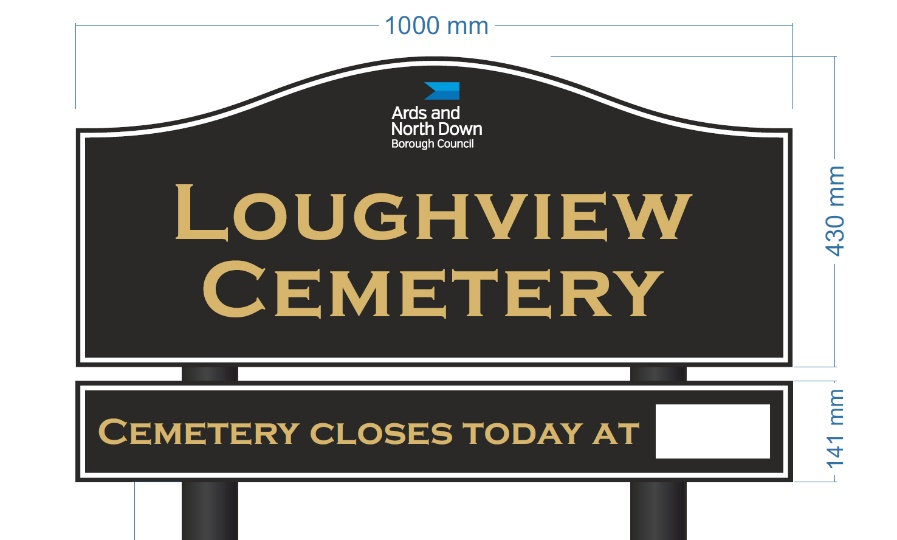 1000 mm
Ards and
North Down
Borough Council
430 mm
LOUGHVIEW
CEMETERY
141 mm
CEMETERY CLOSES TODAY AT